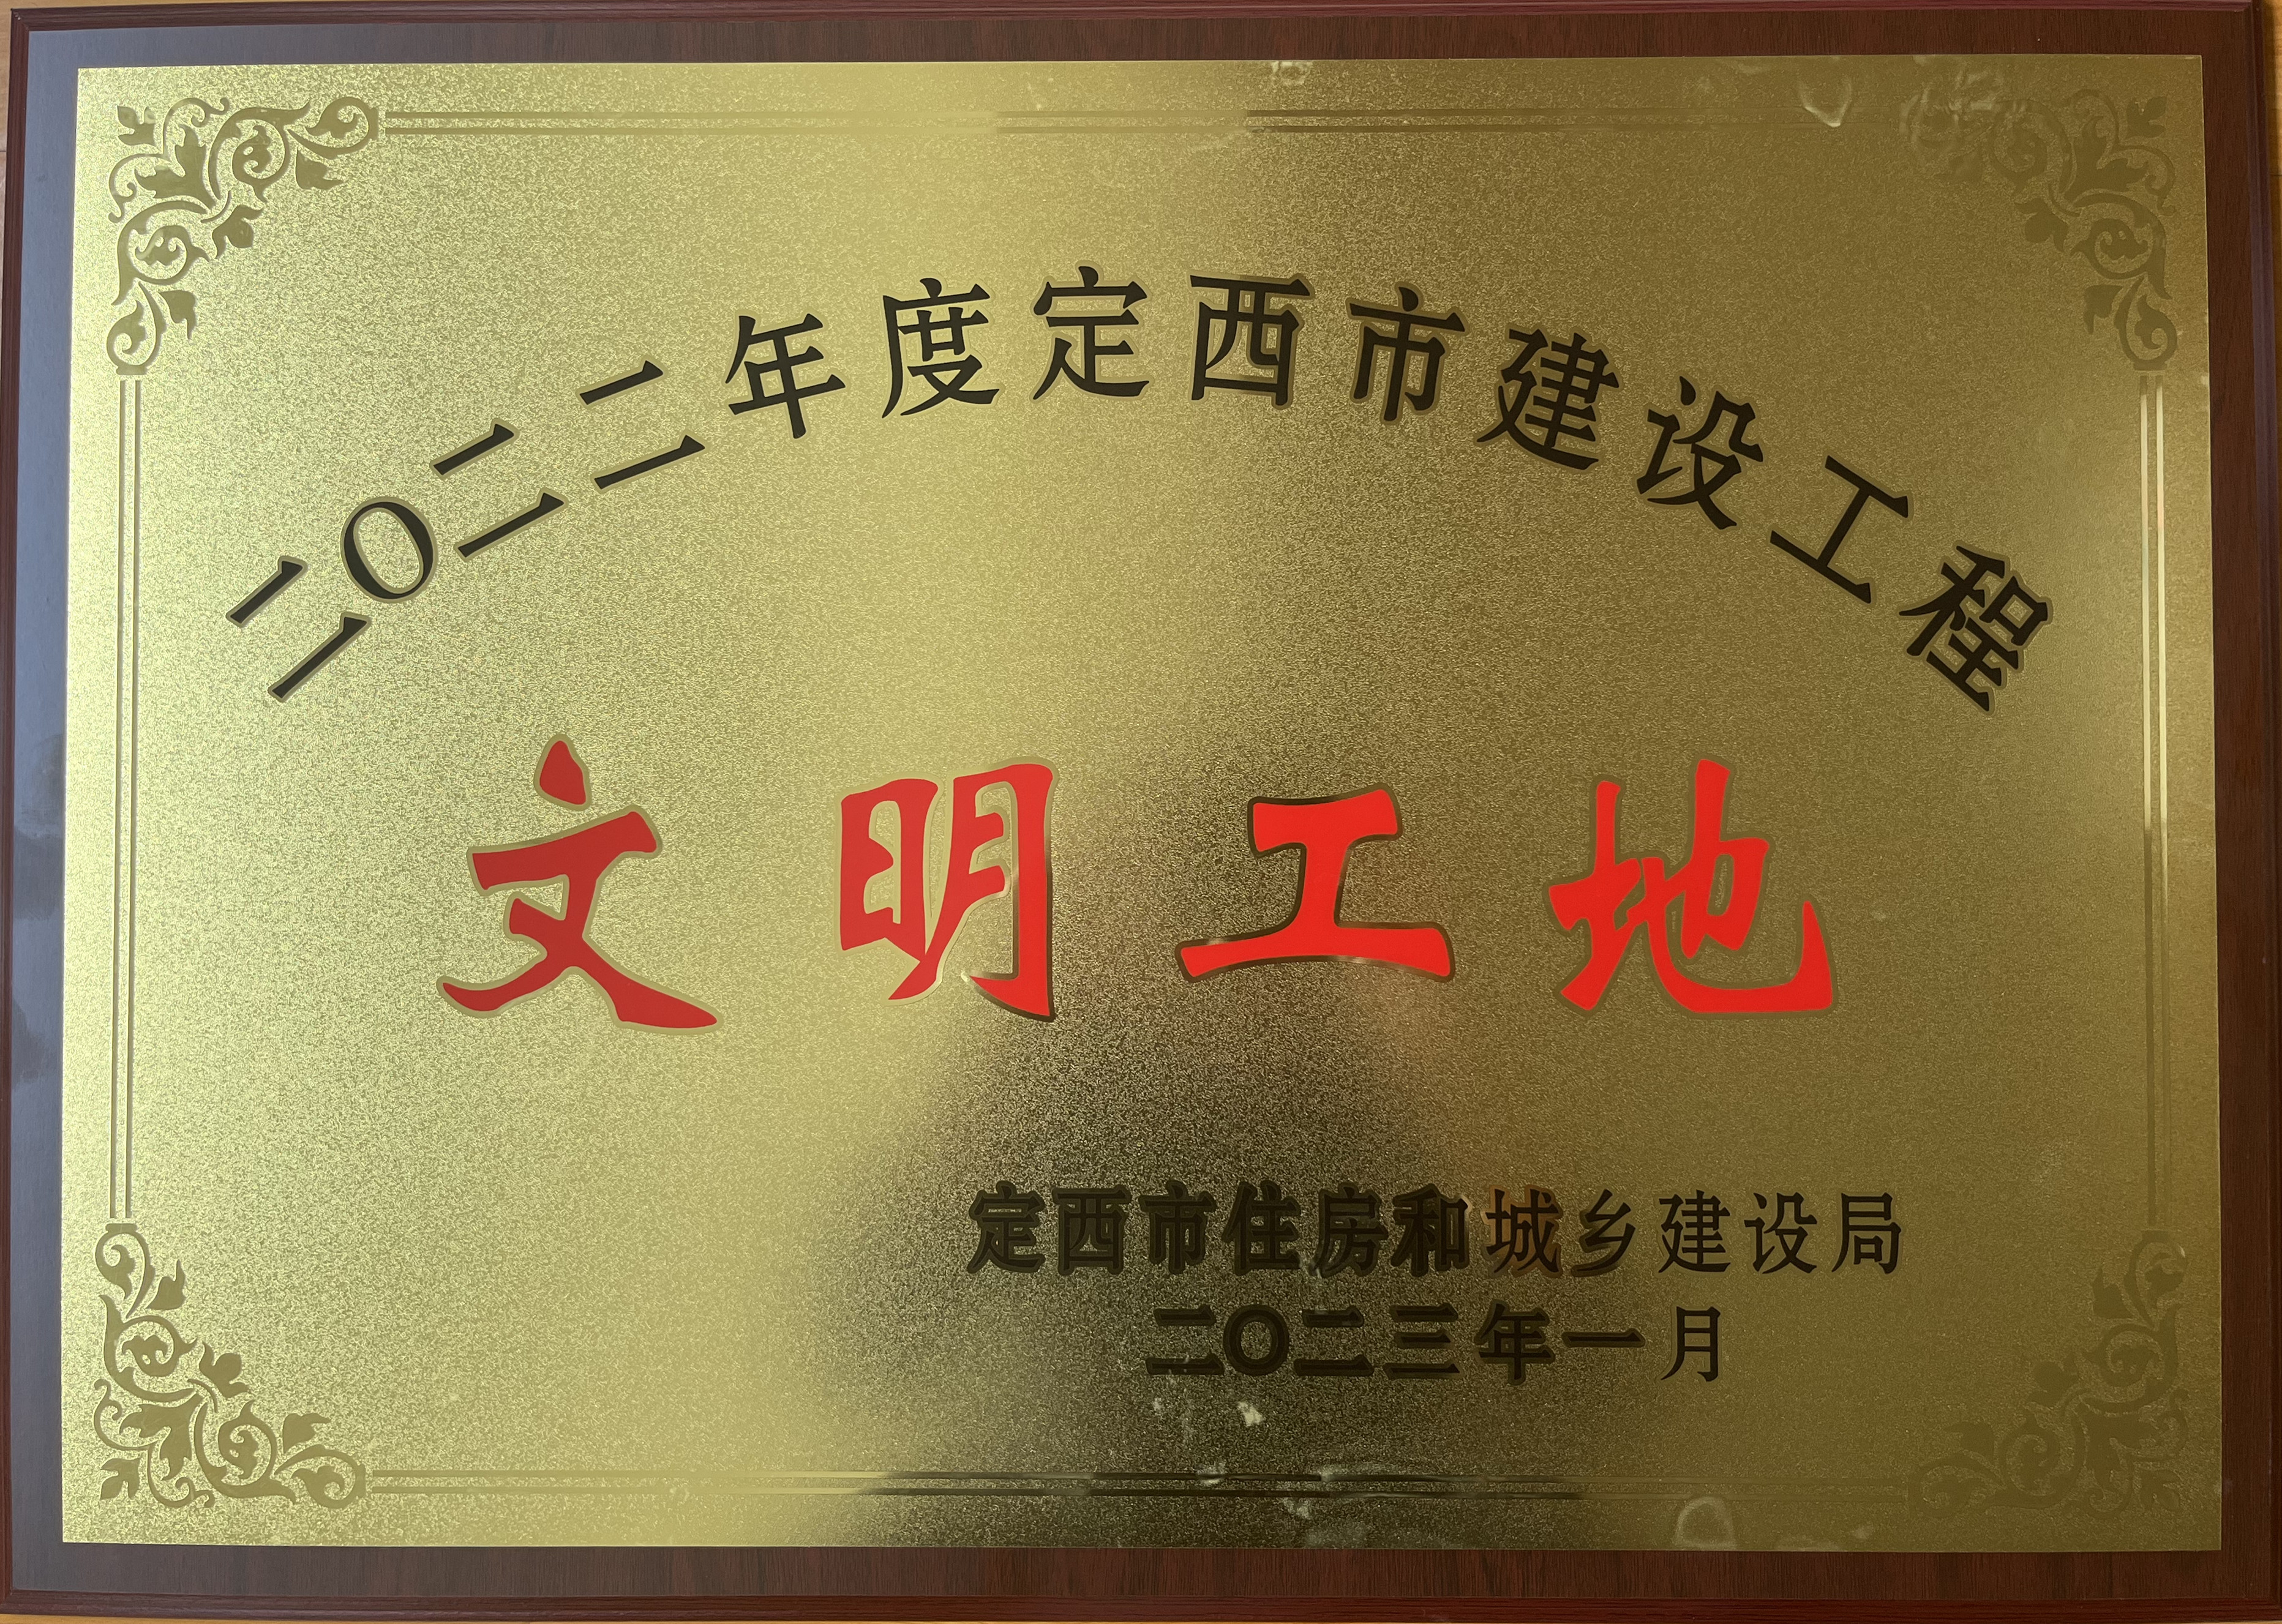 二〇二二年度定西市建设工程
文明工地
定西市住房和城乡建设局
二〇二三年一月